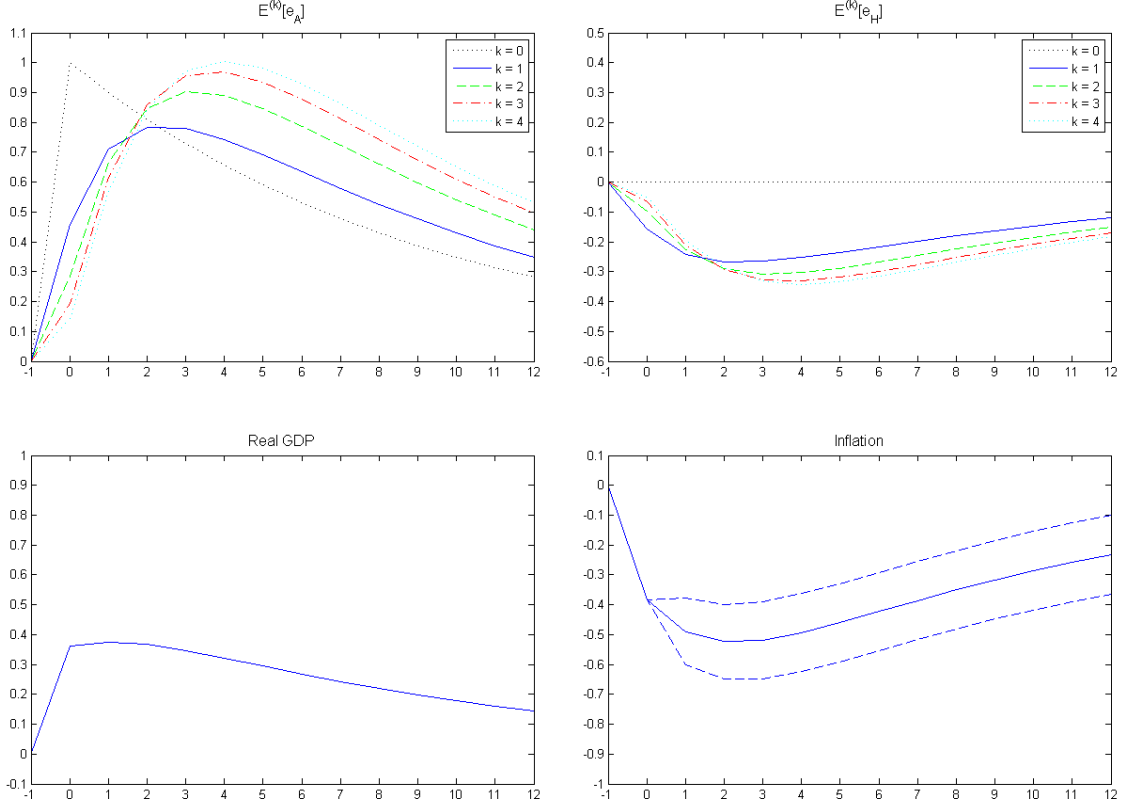 E^(k)[e_A]
1.1
1
0.9
0.8
0.7
0.6
0.5
0.4
0.3
0.2
0.1
0
-1 0 1 2 3 4 5 6 7 8 9 10 11 12
k = 0
k = 1
k = 2
k = 3
k = 4
E^(k)[e_H]
0.5
0.4
0.3
0.2
0.1
0
-0.1
-0.2
-0.3
-0.4
-0.5
-0.6
-1 0 1 2 3 4 5 6 7 8 9 10 11 12
k = 0
k = 1
k = 2
k = 3
k = 4
Real GDP
1
0.9
0.8
0.7
0.6
0.5
0.4
0.3
0.2
0.1
0
-0.1
-1 0 1 2 3 4 5 6 7 8 9 10 11 12
Inflation
0.1
0
-0.1
-0.2
-0.3
-0.4
-0.5
-0.6
-0.7
-0.8
-0.9
-1
-1 0 1 2 3 4 5 6 7 8 9 10 11 12